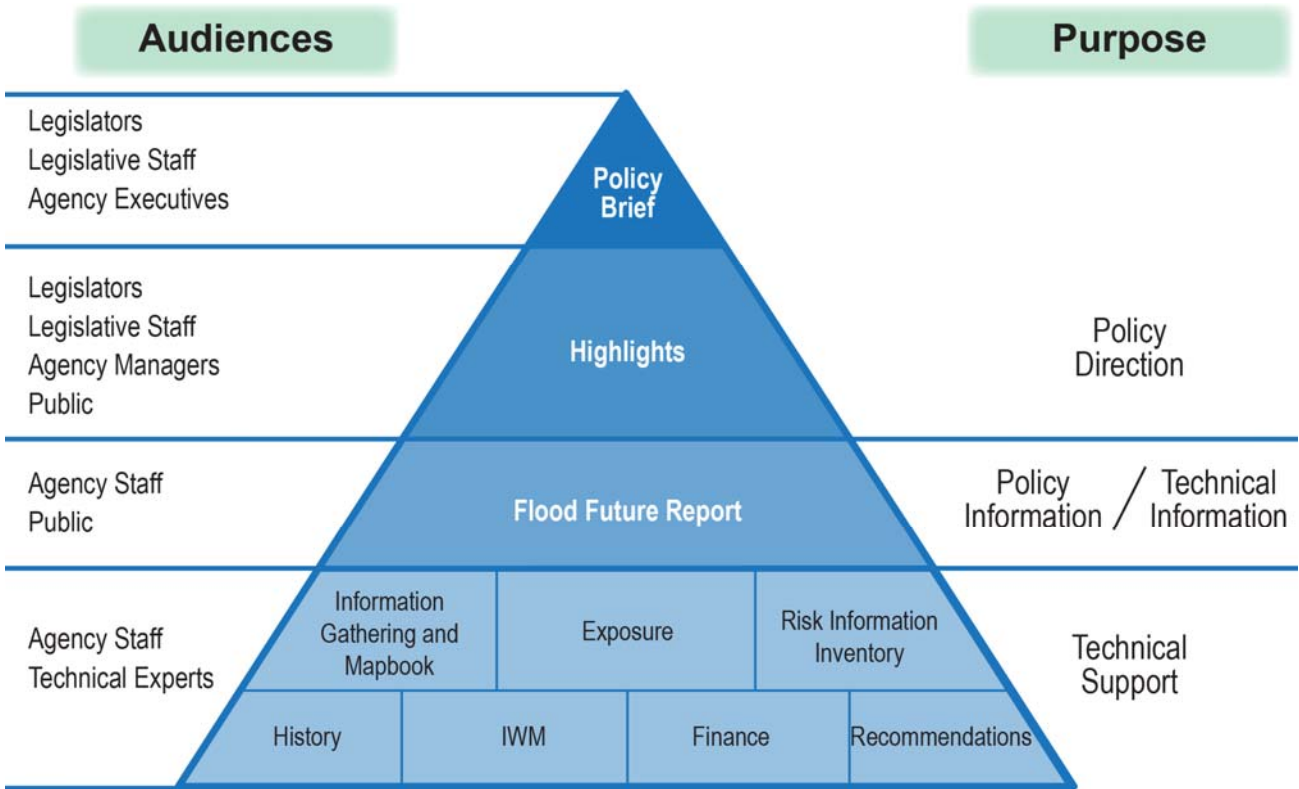 Audiences
Purpose
Legislators
Legislative Staff
Agency Executives
Policy
Brief
Legislators
Legislative Staff
Agency Managers
Public
Highlights
Policy
Direction
Agency Staff
Public
Flood Future Report
Policy
Information
/
Technical
Information
Agency Staff
Technical Experts
Information
Gathering and
Mapbook
Exposure
Risk Information
Inventory
History
IWM
Finance
Recommendations
Technical
Support